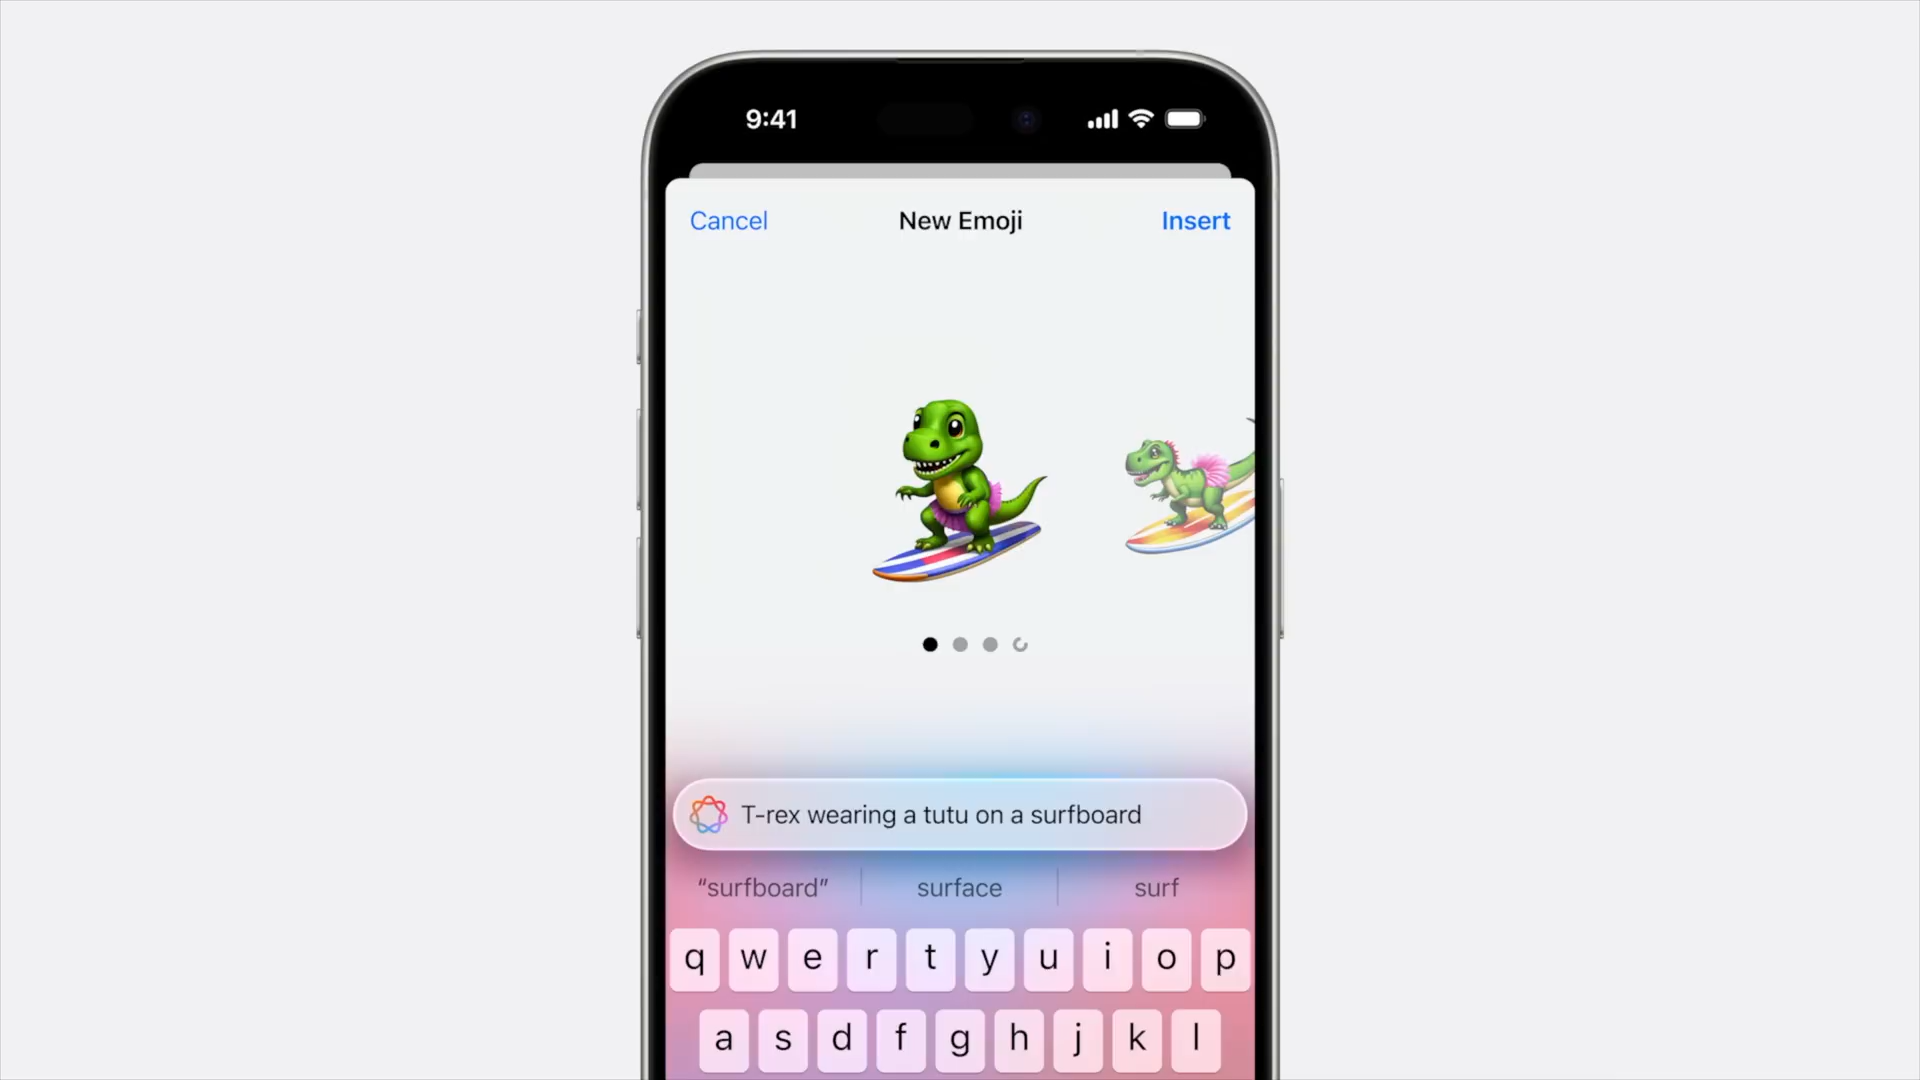 9:41
Cancel New Emoji Insert
T-rex wearing a tutu on a surfboard
“surfboard” surface surf
q w e r t y u i o p
a s d f g h j k l